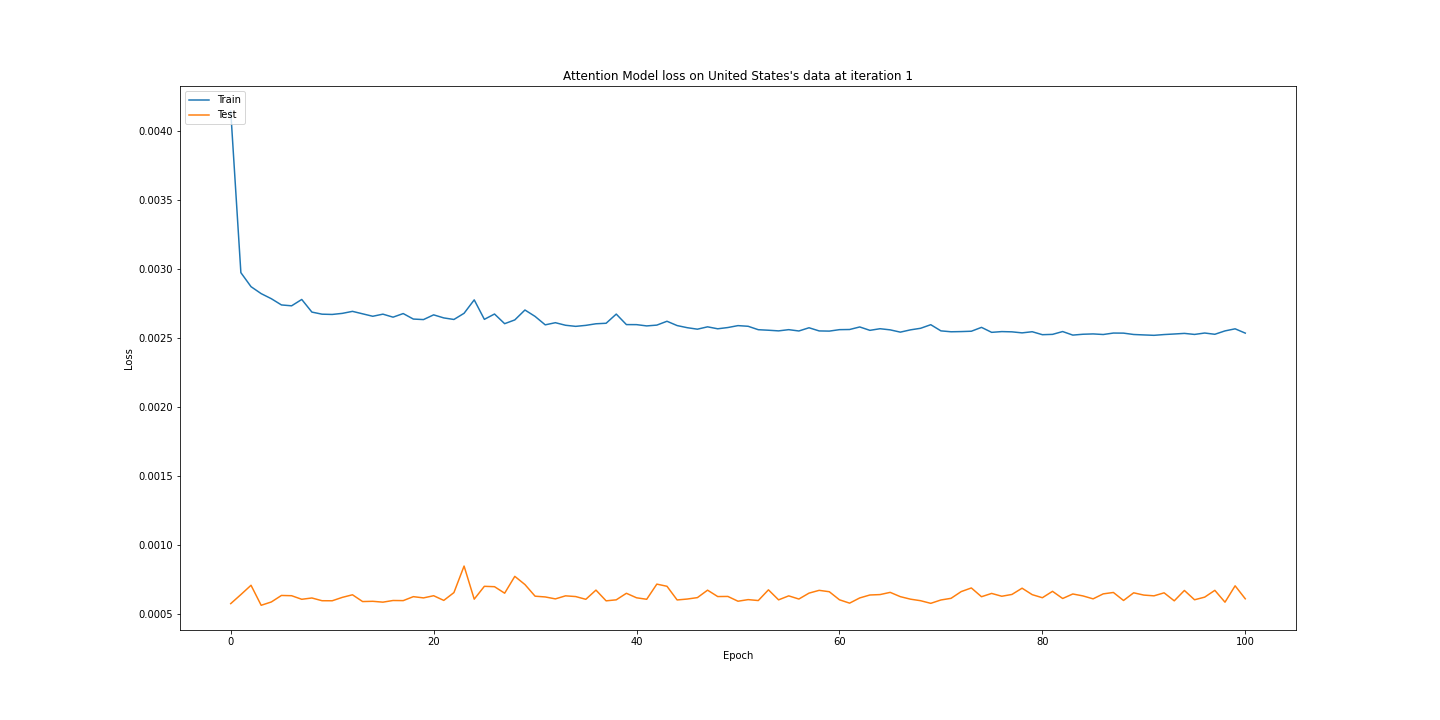 Attention Model loss on United States's data at iteration 1
Train
Test
0.0040
0.0035
0.0030
0.0025
0.0020
0.0015
0.0010
0.0005
Loss
0 20 40 60 80 100
Epoch